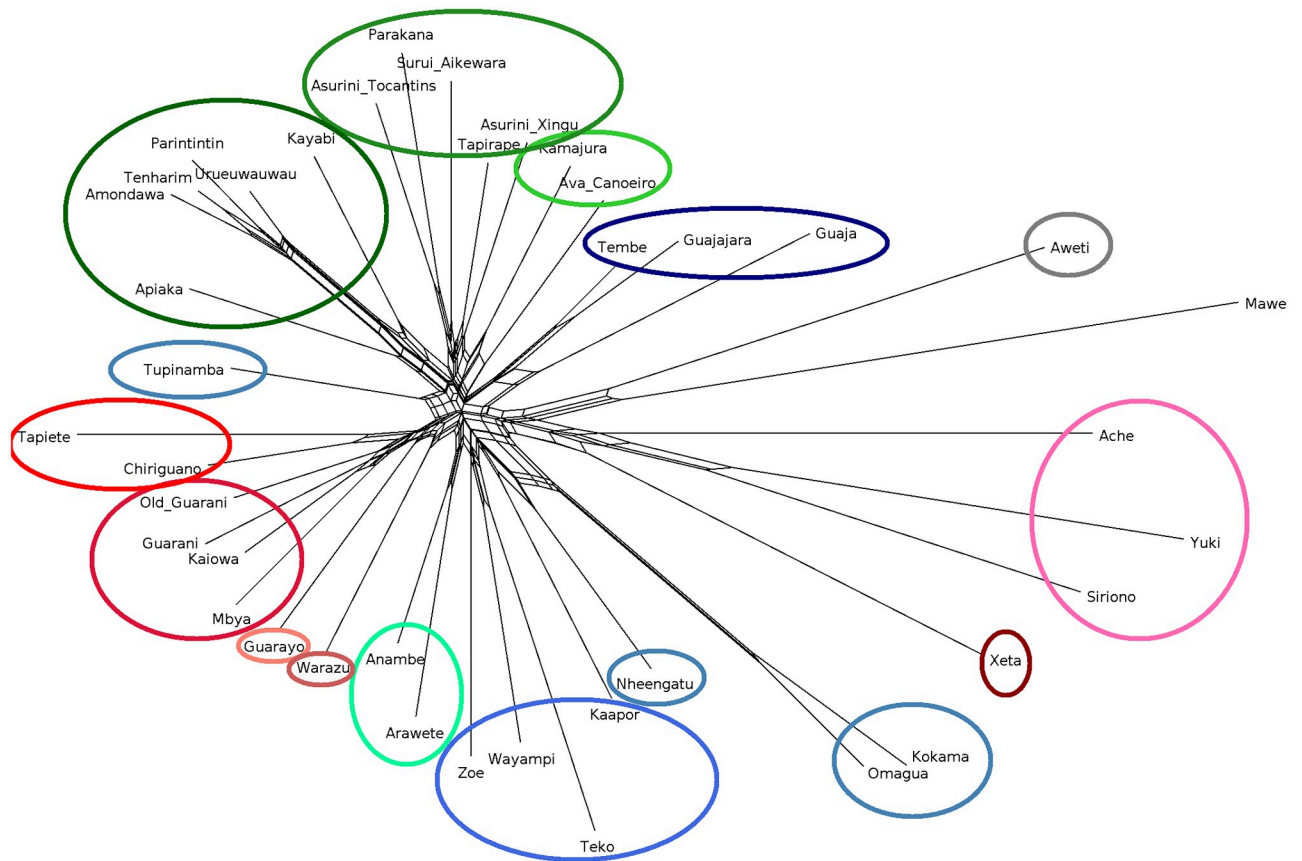 Parakana
Surui_Aikewara
Asurini_Tocantins
Asurini_Xingu
Kayabi
Parintintin
Tapirape
Kamajura
Urueuwauwau
Tenharim
Ava_Canoeiro
Amondawa
Guaja
Guajajara
Tembe
Aweti
Apiaka
Mawe
Tupinamba
Tapiete
Ache
Chiriguano
Old_Guarani
Guarani
Yuki
Kaiowa
Siriono
Mbya
Guarayo
Anambe
Xeta
Warazu
Nheengatu
Kaapor
Arawete
Kokama
Wayampi
Zoe
Omagua
Teko